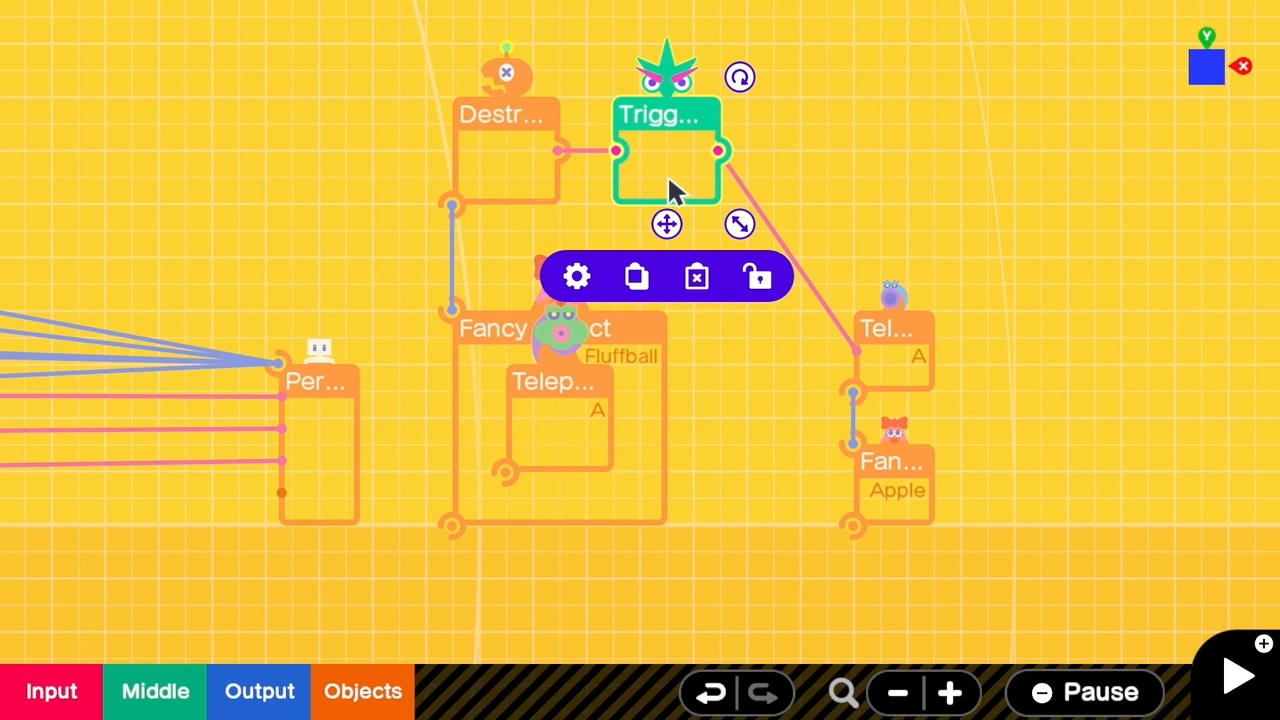 Y
Destr...
Trigg...
Fancy
ct
Fluffball
Tel...
A
Per...
Telep...
A
Fan...
Apple
Input
Middle
Output
Objects
Pause